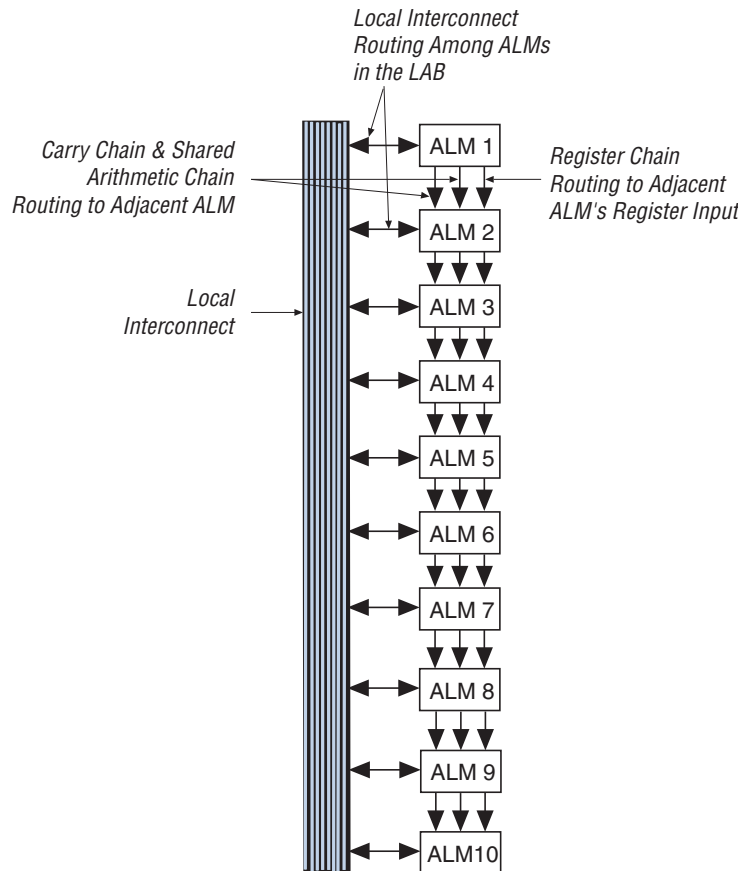 Local Interconnect
Routing Among ALMs
in the LAB
Carry Chain & Shared
Arithmetic Chain
Routing to Adjacent ALM
Register Chain
Routing to Adjacent
ALM's Register Input
Local
Interconnect
ALM 1
ALM 2
ALM 3
ALM 4
ALM 5
ALM 6
ALM 7
ALM 8
ALM 9
ALM10